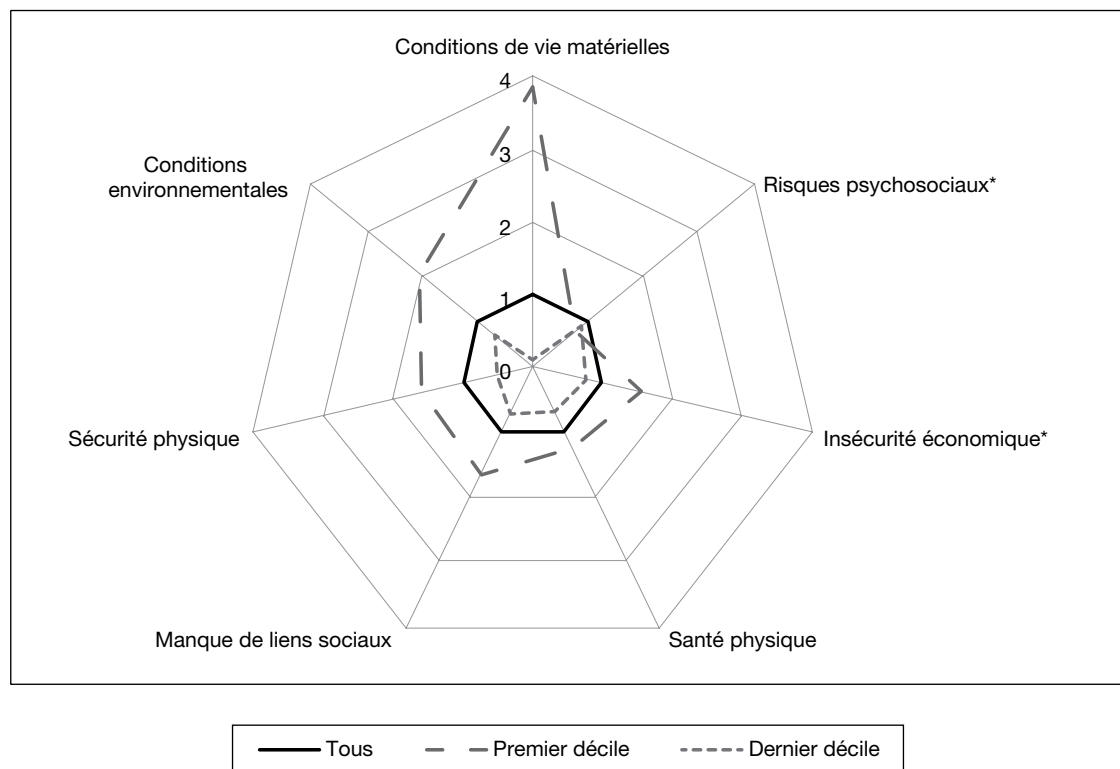 Conditions de vie matérielles
4
Conditions
environnementales
3
Risques psychosociaux*
2
1
0
Sécurité physique
Insécurité économique*
Manque de liens sociaux
Santé physique
Tous
Premier décile
Dernier décile